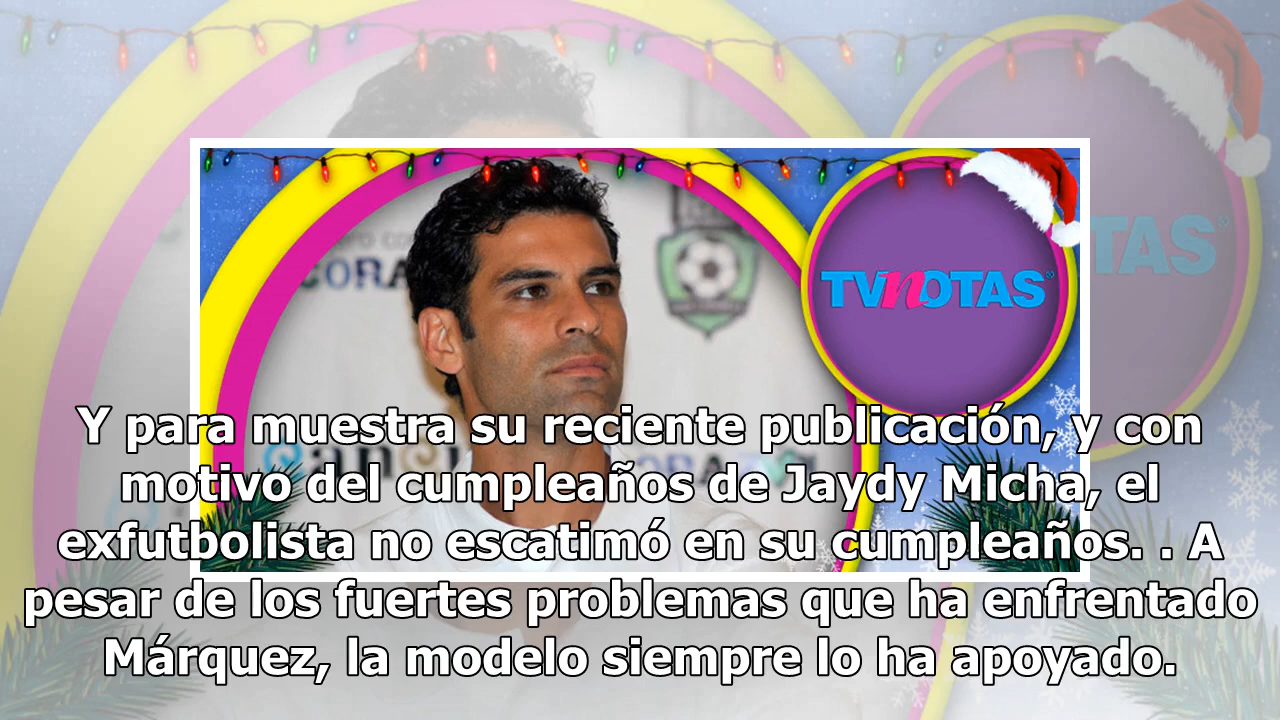 TVnOTAS
Y para muestra su reciente publicación, y con
motivo del cumpleaños de Jaydy Micha, el
exfutbolista no escatimó en su cumpleaños. . A
pesar de los fuertes problemas que ha enfrentado
Márquez, la modelo siempre lo ha apoyado.